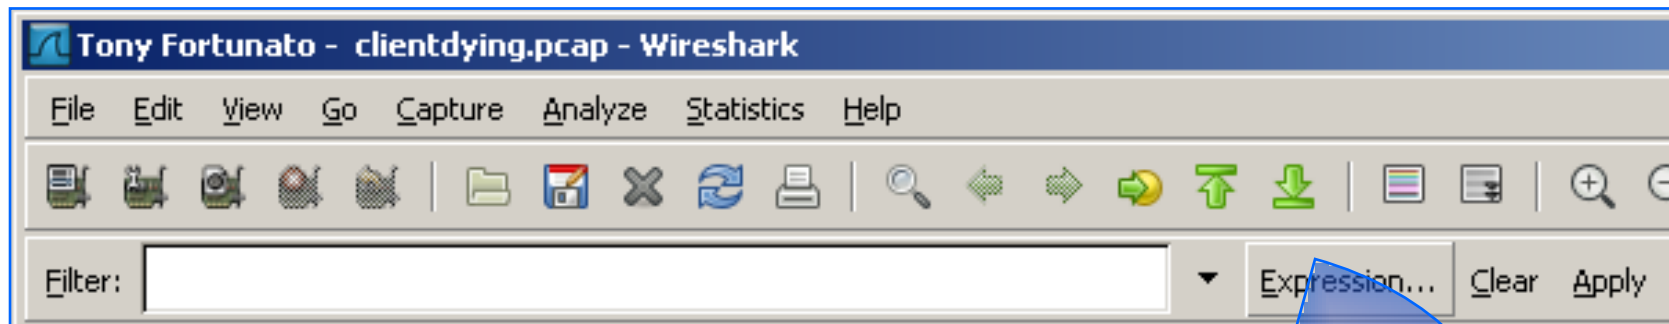 Tony Fortunato - clientdying.pcap - Wireshark
File Edit View Go Capture Analyze Statistics Help
Filter: Expression... Clear Apply